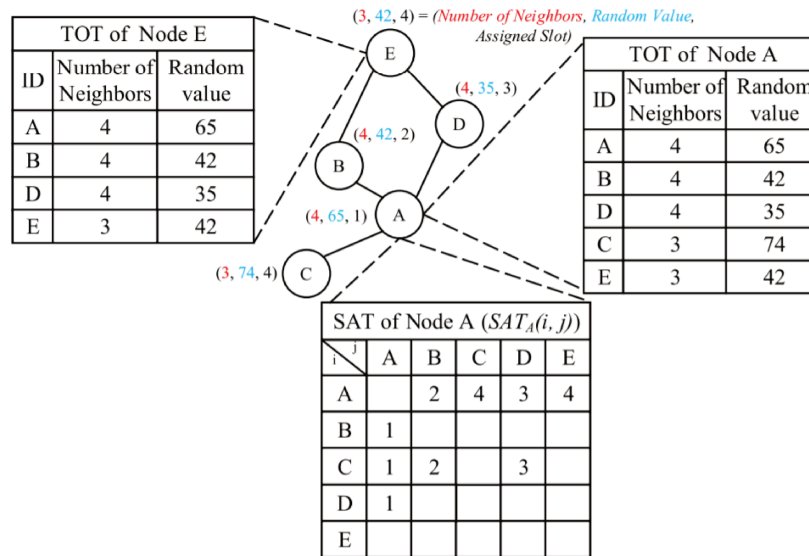 (3, 42, 4) = (Number of Neighbors, Random Value,
Assigned Slot)
TOT of Node E
ID Number of Neighbors Random value
A 4 65
B 4 42
D 4 35
E 3 42
E
(4, 35, 3)
D
(4, 42, 2)
B
(4, 65, 1) A
(3, 74, 4) C
TOT of Node A
ID Number of Neighbors Random value
A 4 65
B 4 42
D 4 35
C 3 74
E 3 42
SAT of Node A (SAT_A(i, j))
i j A B C D E
A 2 4 3 4
B 1
C 1 2 3
D 1
E